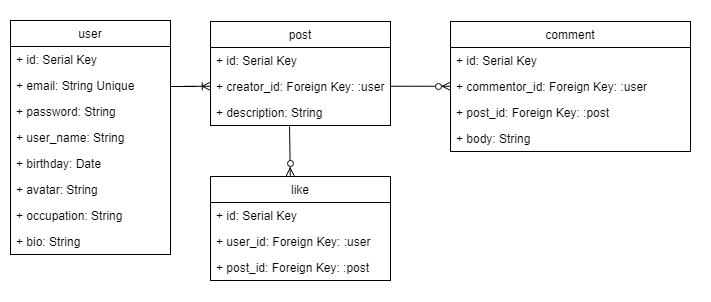 user
+ id: Serial Key
+ email: String Unique
+ password: String
+ user_name: String
+ birthday: Date
+ avatar: String
+ occupation: String
+ bio: String
post
+ id: Serial Key
+ creator_id: Foreign Key: :user
+ description: String
comment
+ id: Serial Key
+ commentor_id: Foreign Key: :user
+ post_id: Foreign Key: :post
+ body: String
like
+ id: Serial Key
+ user_id: Foreign Key: :user
+ post_id: Foreign Key: :post